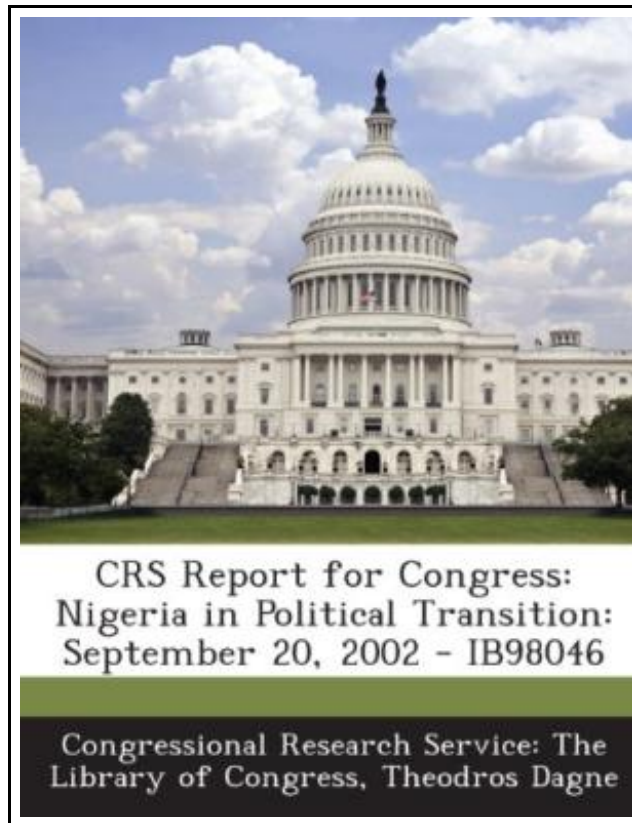 CRS Report for Congress:
Nigeria in Political Transition:
September 20, 2002 - IB98046
Congressional Research Service: The
Library of Congress, Theodros Dagne